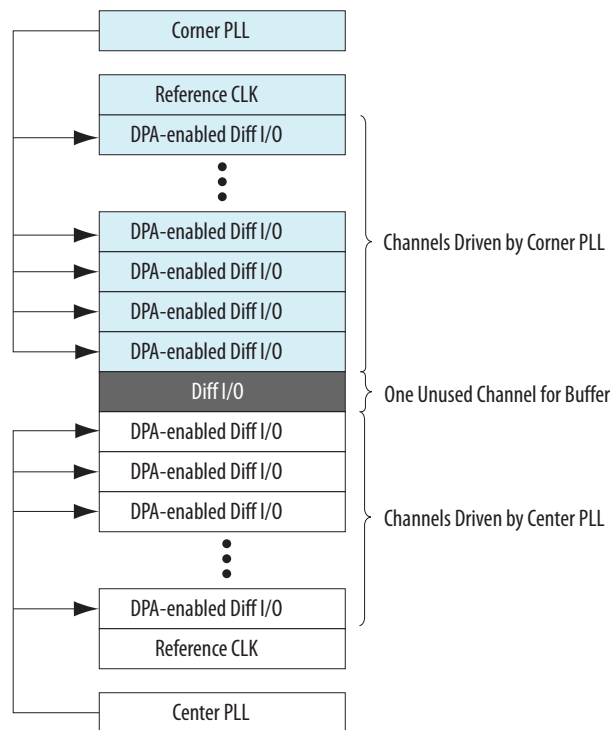 Corner PLL
Reference CLK
DPA-enabled Diff I/O
DPA-enabled Diff I/O
DPA-enabled Diff I/O
DPA-enabled Diff I/O
DPA-enabled Diff I/O
Channels Driven by Corner PLL
Diff I/O
One Unused Channel for Buffer
DPA-enabled Diff I/O
DPA-enabled Diff I/O
DPA-enabled Diff I/O
Channels Driven by Center PLL
DPA-enabled Diff I/O
Reference CLK
Center PLL